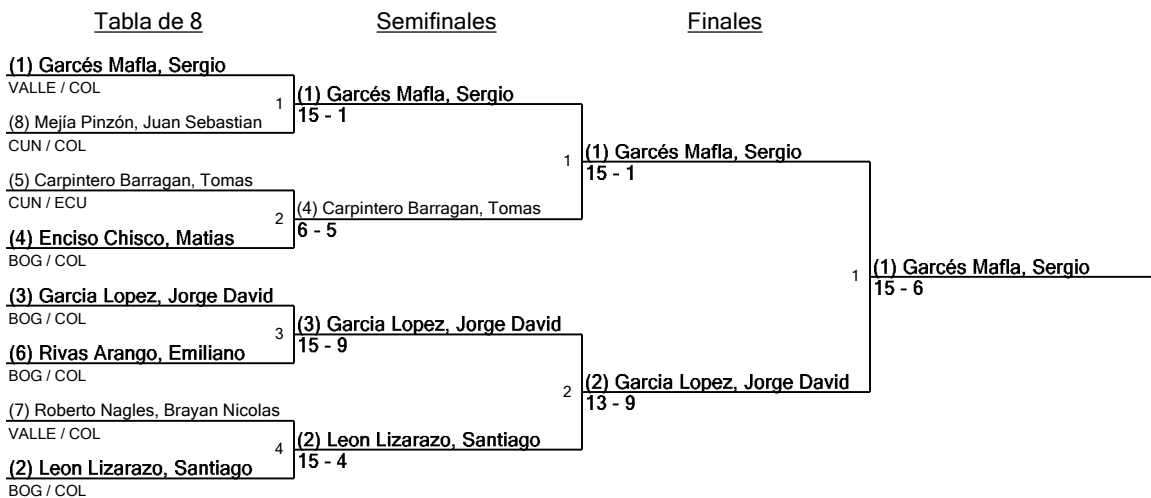 Tabla de 8
Semifinales
Finales
(1) Garcés Mafla, Sergio
VALLE / COL
1
(8) Mejía Pinzón, Juan Sebastian
CUN / COL
(5) Carpintero Barragan, Tomas
CUN / ECU
2
(4) Enciso Chisco, Matias
BOG / COL
(3) Garcia Lopez, Jorge David
BOG / COL
3
(6) Rivas Arango, Emiliano
BOG / COL
(7) Roberto Nagles, Brayan Nicolas
VALLE / COL
4
(2) Leon Lizarazo, Santiago
BOG / COL
(1) Garcés Mafla, Sergio
15 - 1
1
(4) Carpintero Barragan, Tomas
6 - 5
(3) Garcia Lopez, Jorge David
15 - 9
2
(2) Leon Lizarazo, Santiago
15 - 4
(1) Garcés Mafla, Sergio
15 - 1
1
(2) Garcia Lopez, Jorge David
13 - 9
(1) Garcés Mafla, Sergio
15 - 6